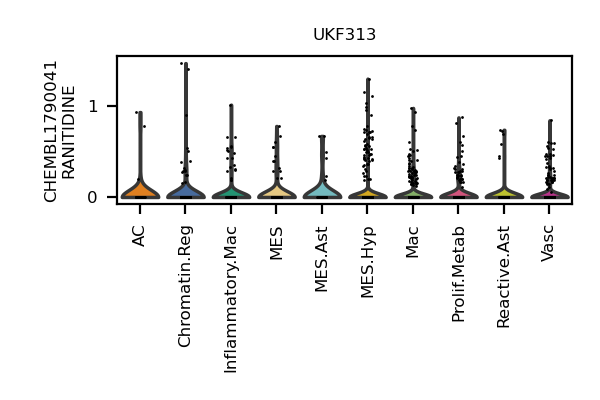 UKF313
CHEMBL1790041
RANITIDINE
1
0
AC
Chromatin.Reg
Inflammatory.Mac
MES
MES.Ast
MES.Hyp
Mac
Prolif.Metab
Reactive.Ast
Vasc